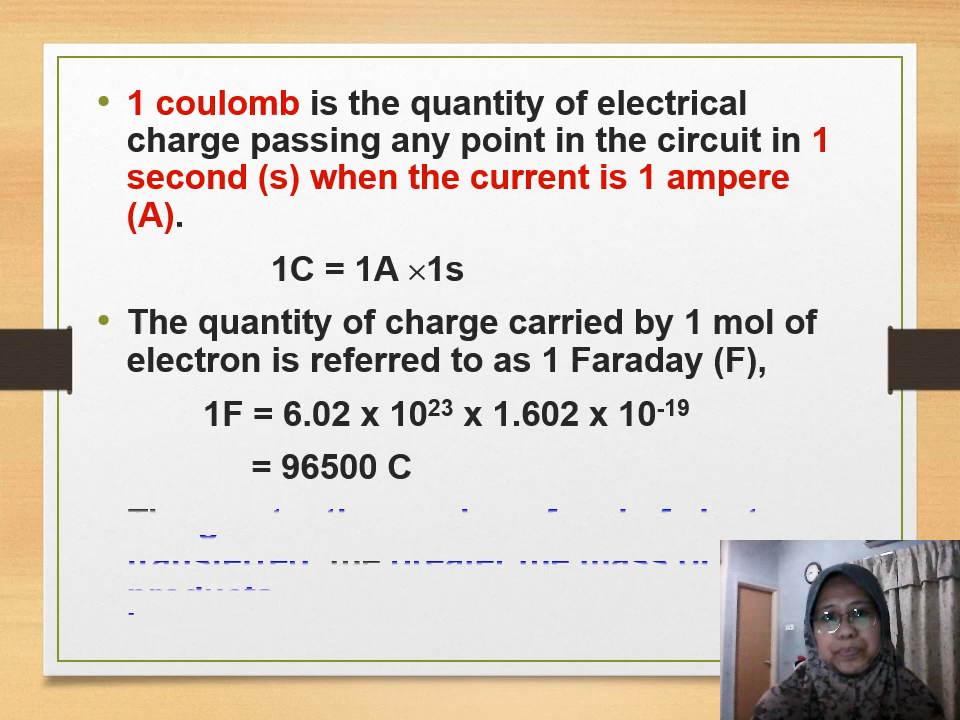 • 1 coulomb is the quantity of electrical
charge passing any point in the circuit in 1
second (s) when the current is 1 ampere
(A).
1C = 1A ×1s
• The quantity of charge carried by 1 mol of
electron is referred to as 1 Faraday (F),
1F = 6.02 x 10²³ x 1.602 x 10⁻¹⁹
= 96500 C